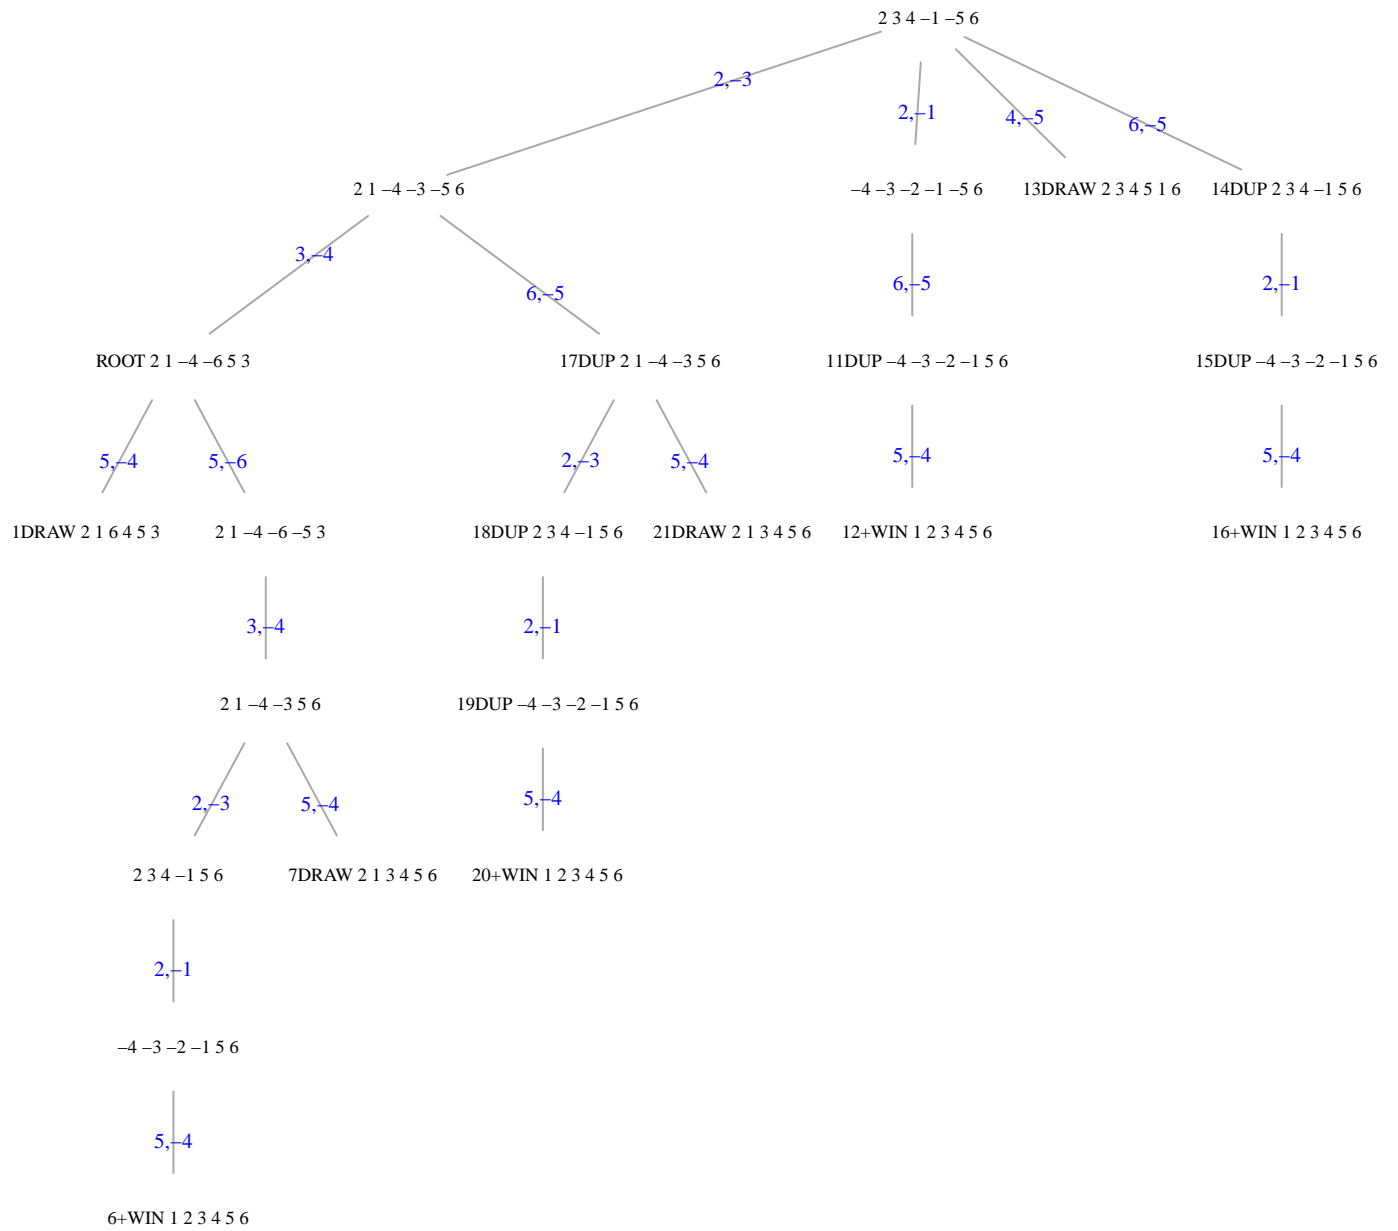 2 3 4 –1 –5 6
2,–3
2,–1
4,–5
6,–5
2 1 –4 –3 –5 6
–4 –3 –2 –1 –5 6
13DRAW 2 3 4 5 1 6
14DUP 2 3 4 –1 5 6
3,–4
6,–5
6,–5
2,–1
ROOT 2 1 –4 –6 5 3
17DUP 2 1 –4 –3 5 6
11DUP –4 –3 –2 –1 5 6
15DUP –4 –3 –2 –1 5 6
5,–4
5,–6
2,–3
5,–4
5,–4
5,–4
1DRAW 2 1 6 4 5 3
2 1 –4 –6 –5 3
18DUP 2 3 4 –1 5 6
21DRAW 2 1 3 4 5 6
12+WIN 1 2 3 4 5 6
16+WIN 1 2 3 4 5 6
3,–4
2,–1
2 1 –4 –3 5 6
19DUP –4 –3 –2 –1 5 6
2,–3
5,–4
5,–4
2 3 4 –1 5 6
7DRAW 2 1 3 4 5 6
20+WIN 1 2 3 4 5 6
2,–1
–4 –3 –2 –1 5 6
5,–4
6+WIN 1 2 3 4 5 6